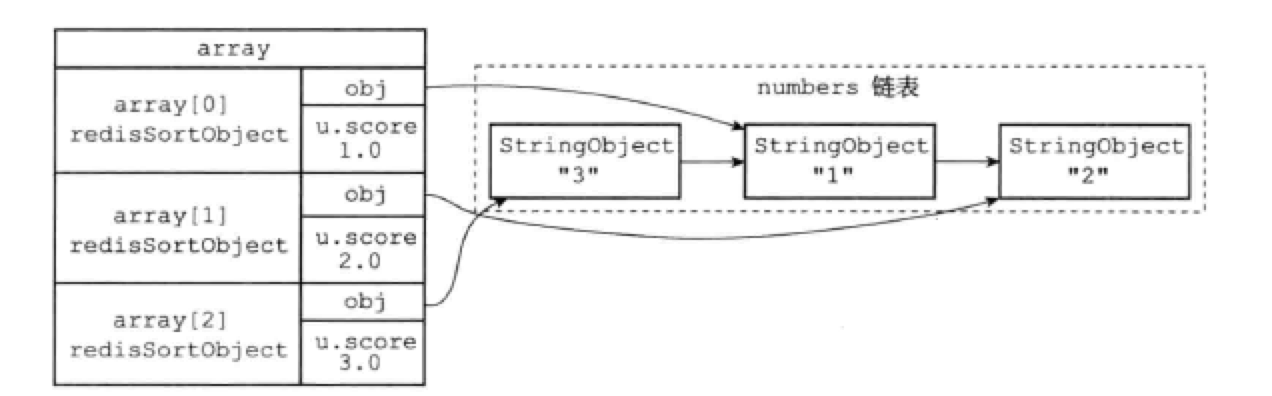 array
array[0]
redisSortObject
obj
u.score
1.0
array[1]
redisSortObject
obj
u.score
2.0
array[2]
redisSortObject
obj
u.score
3.0
numbers 链表
StringObject
"3"
StringObject
"1"
StringObject
"2"